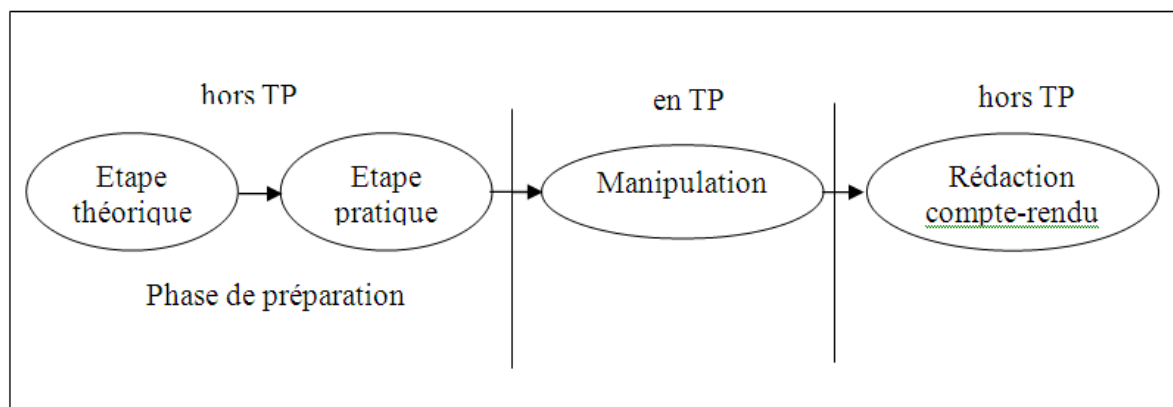 hors TP
en TP
hors TP
Etape
théorique
Etape
pratique
Manipulation
Rédaction
compte-rendu
Phase de préparation